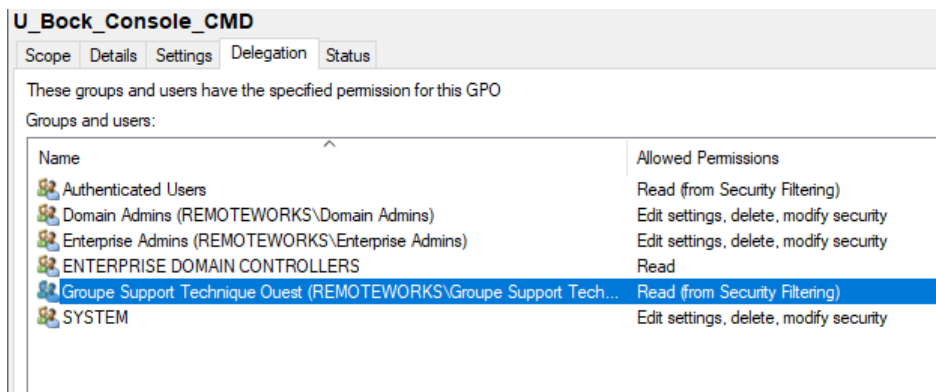 U_Bock_Console_CMD
Scope Details Settings Delegation Status
These groups and users have the specified permission for this GPO
Groups and users:
Name Allowed Permissions
Authenticated Users Read (from Security Filtering)
Domain Admins (REMOTEWORKS\Domain Admins) Edit settings, delete, modify security
Enterprise Admins (REMOTEWORKS\Enterprise Admins) Edit settings, delete, modify security
ENTERPRISE DOMAIN CONTROLLERS Read
Groupe Support Technique Ouest (REMOTEWORKS\Groupe Support Tech... Read (from Security Filtering)
SYSTEM Edit settings, delete, modify security